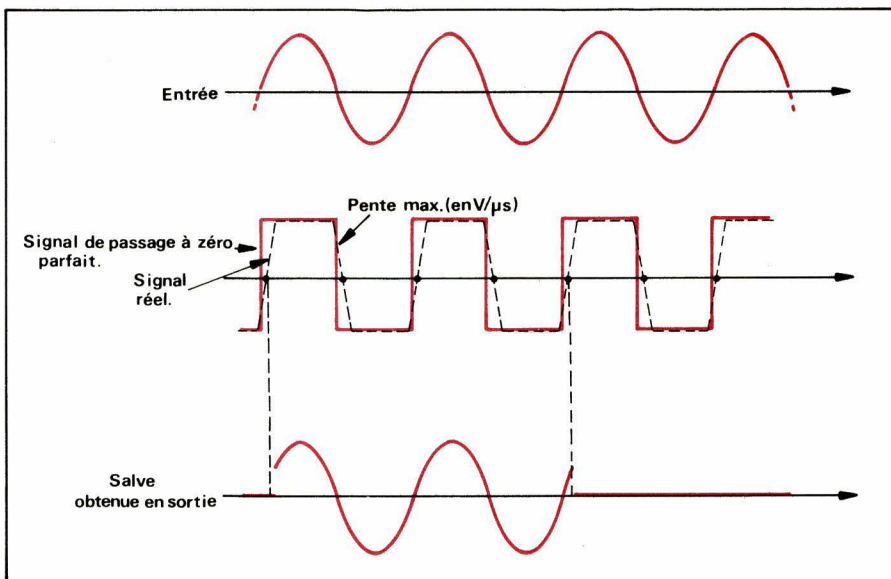 Entrée
Pente max.(en V/µs)
Signal de passage à zéro
parfait.
Signal
réel.
Salve
obtenue en sortie